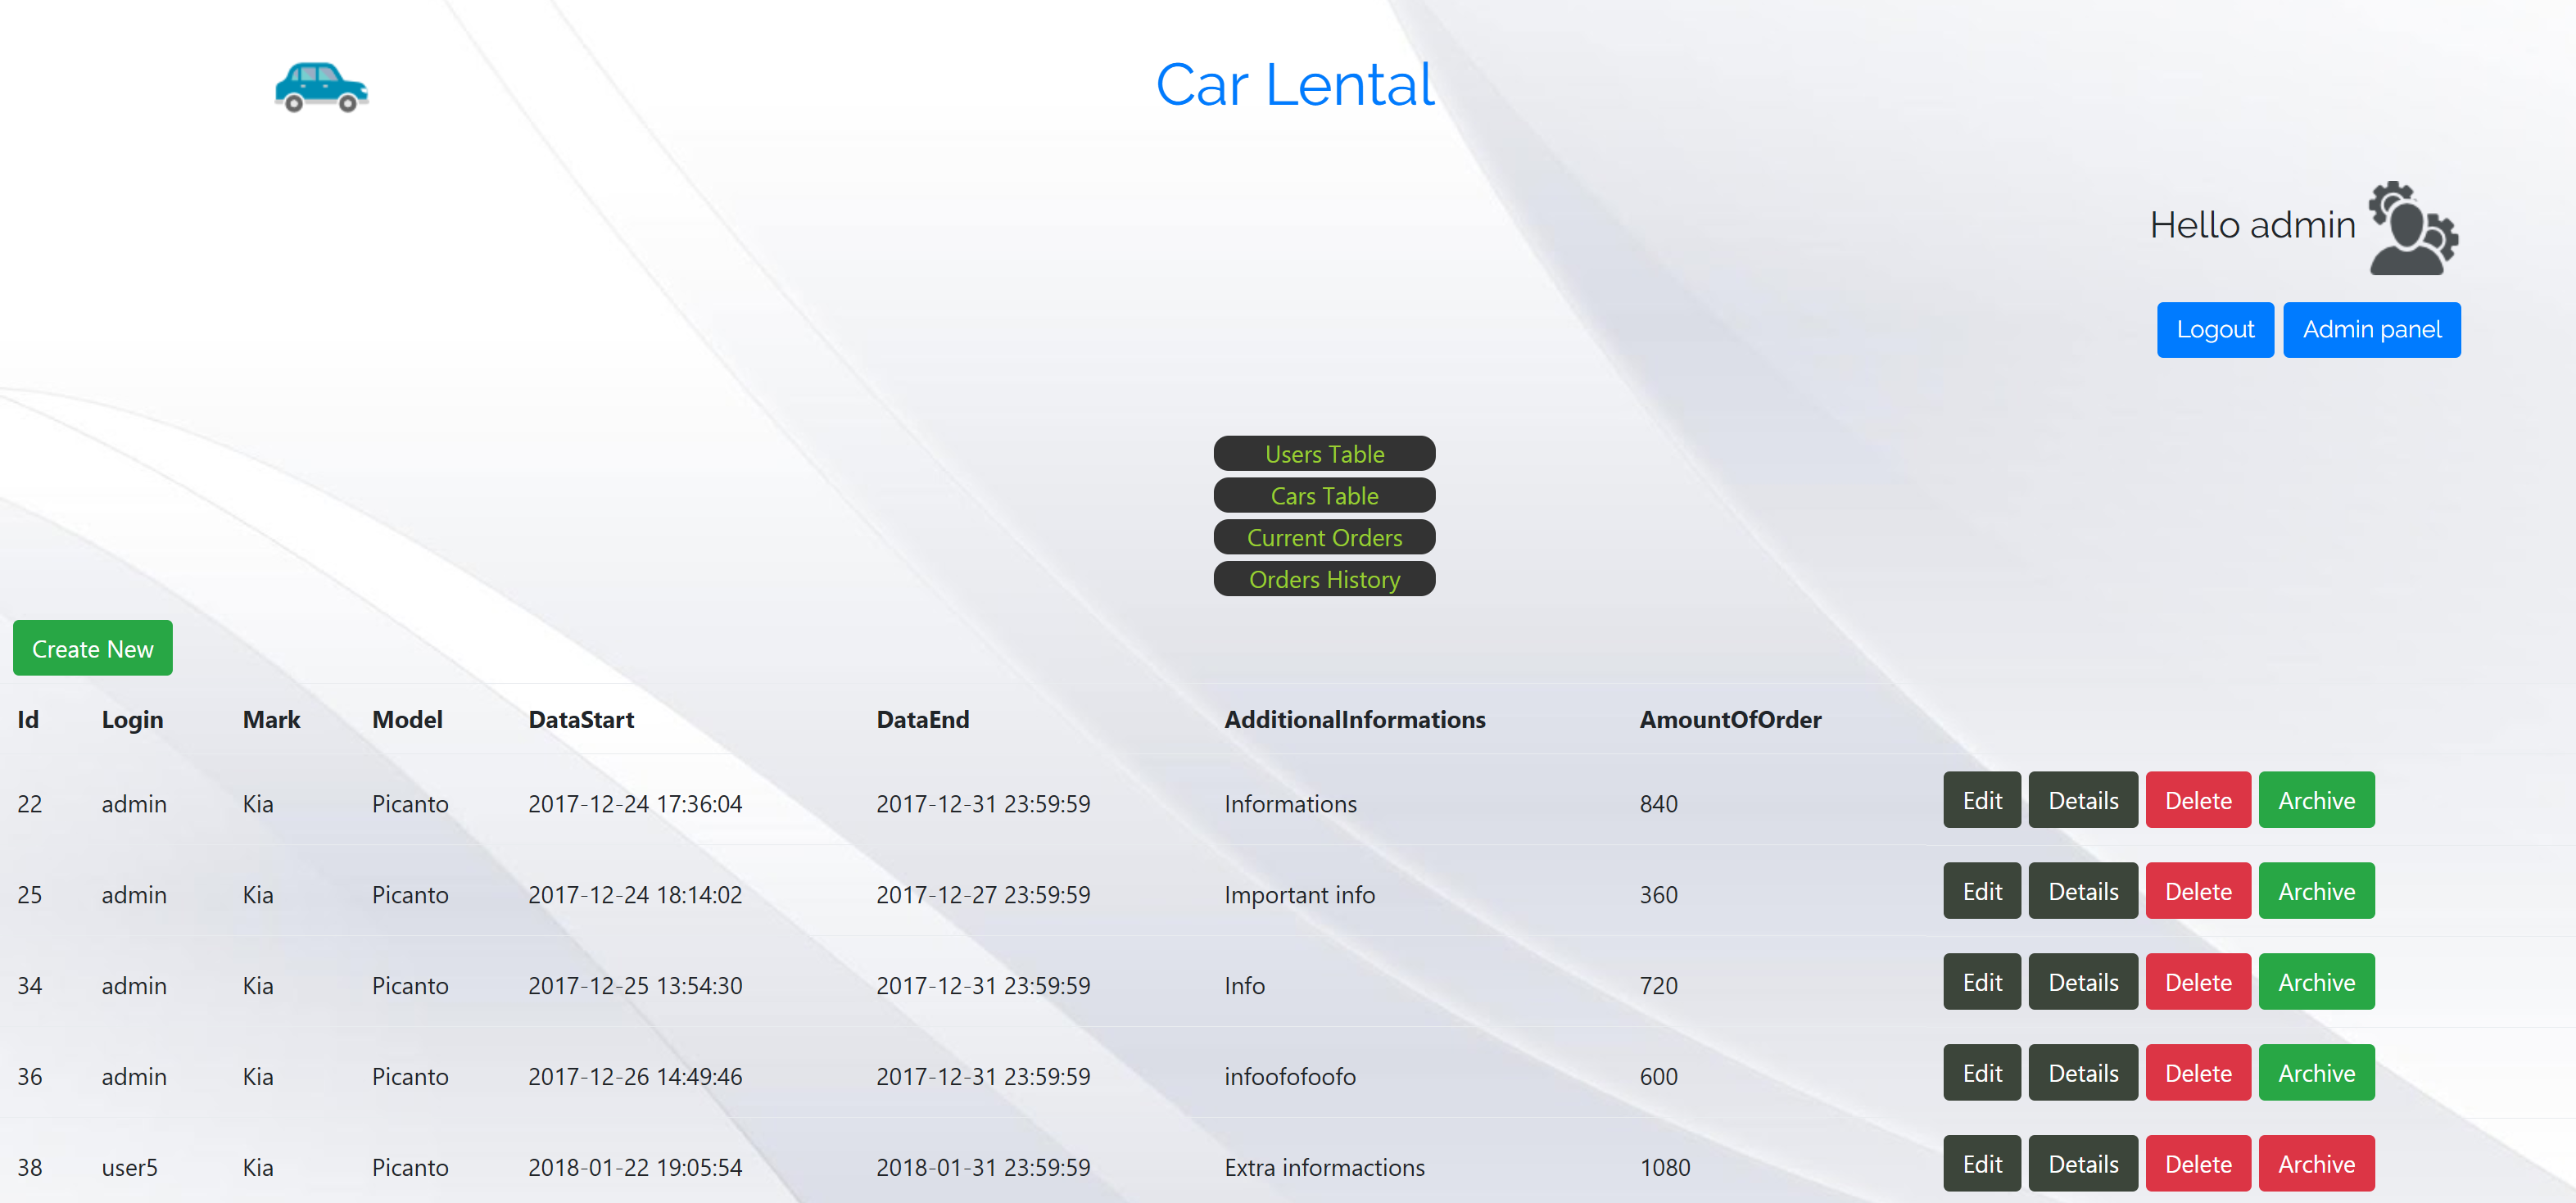 Car Lental
Hello admin
Logout Admin panel
Users Table
Cars Table
Current Orders
Orders History
Create New
Id Login Mark Model DataStart DataEnd AdditionalInformations AmountOfOrder
22 admin Kia Picanto 2017-12-24 17:36:04 2017-12-31 23:59:59 Informations 840 Edit Details Delete Archive
25 admin Kia Picanto 2017-12-24 18:14:02 2017-12-27 23:59:59 Important info 360 Edit Details Delete Archive
34 admin Kia Picanto 2017-12-25 13:54:30 2017-12-31 23:59:59 Info 720 Edit Details Delete Archive
36 admin Kia Picanto 2017-12-26 14:49:46 2017-12-31 23:59:59 infoofofoofo 600 Edit Details Delete Archive
38 user5 Kia Picanto 2018-01-22 19:05:54 2018-01-31 23:59:59 Extra informactions 1080 Edit Details Delete Archive